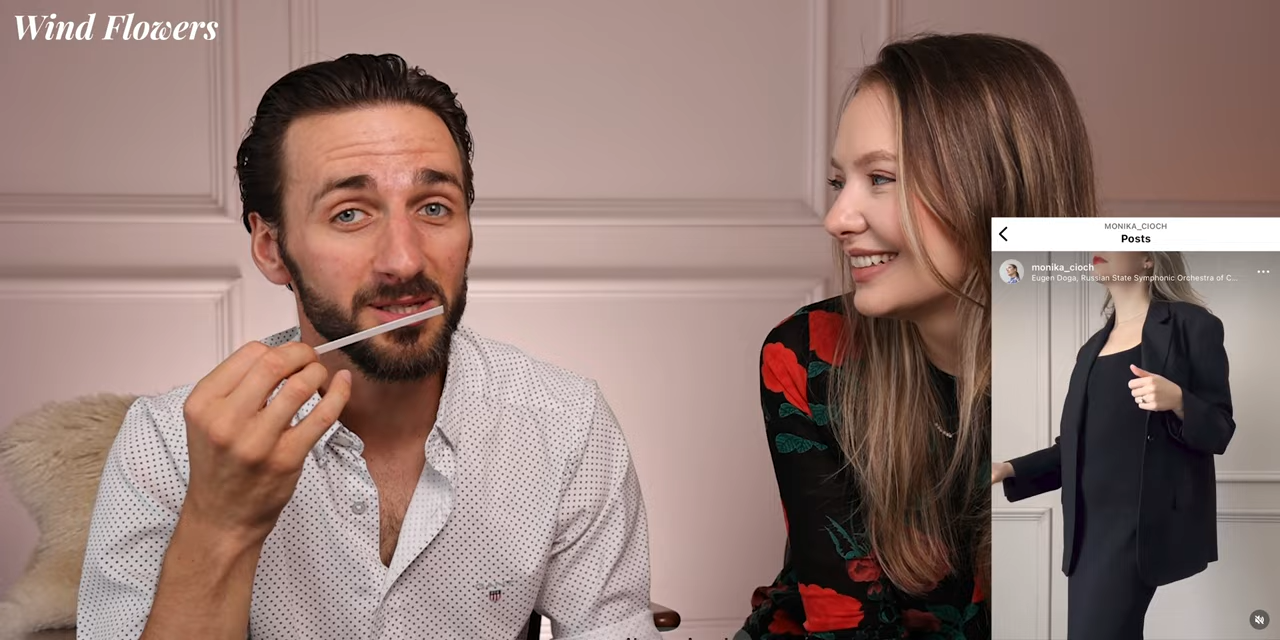 Wind Flowers
MONIKA_CIOCH
Posts
monika_cioch
Eugen Doga, Russian State Symphonic Orchestra of C...